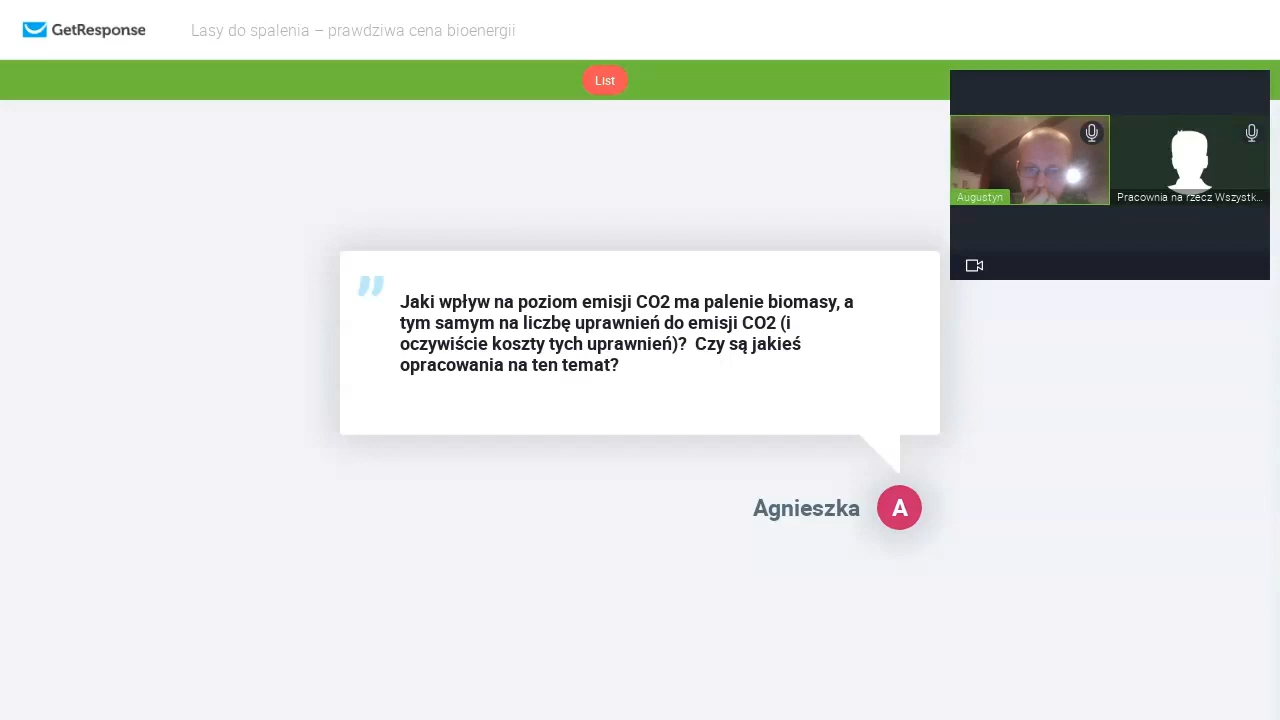 GetResponse
Lasy do spalenia – prawdziwa cena bioenergii
List
Augustyn
Pracownia na rzecz Wszystk...
Jaki wpływ na poziom emisji CO2 ma palenie biomasy, a
tym samym na liczbę uprawnień do emisji CO2 (i
oczywiście koszty tych uprawnień)?  Czy są jakieś
opracowania na ten temat?
Agnieszka
A